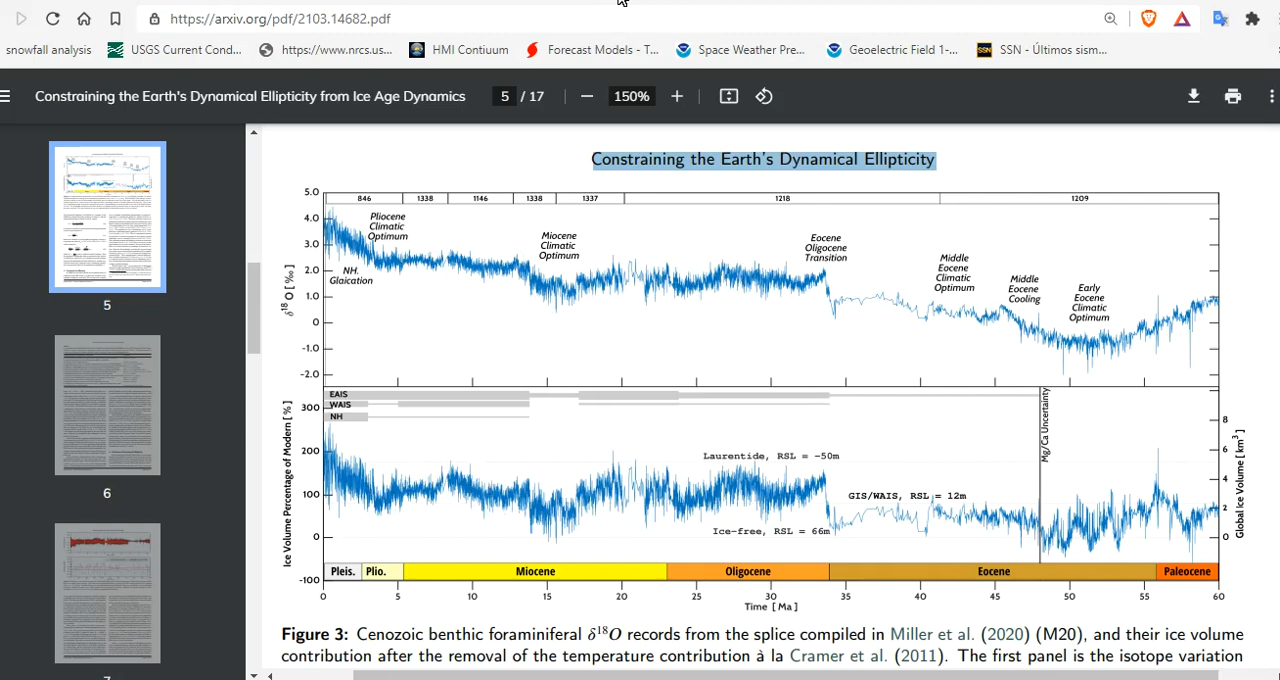 https://arxiv.org/pdf/2103.14682.pdf
snowfall analysis USGS Current Cond... https://www.nrcs.us... HMI Contiuum Forecast Models - T... Space Weather Pre... Geoelectric Field 1-... SSN - Últimos sism...
Constraining the Earth's Dynamical Ellipticity from Ice Age Dynamics 5 / 17 150%
5
6
7
Constraining the Earth's Dynamical Ellipticity
846 1338 1146 1338 1337 1218 1209
5.0
4.0
3.0
2.0
1.0
0
-1.0
-2.0
δ18 O [‰]
Pliocene
Climatic
Optimum
NH.
Glaication
Miocene
Climatic
Optimum
Eocene
Oligocene
Transition
Middle
Eocene
Climatic
Optimum
Middle
Eocene
Cooling
Early
Eocene
Climatic
Optimum
EAIS
WAIS
NH
Ice Volume Percentage of Modern [%]
300
200
100
0
-100
Laurentide, RSL = -50m
GIS/WAIS, RSL = 12m
Ice-free, RSL = 66m
Mg/Ca Uncertainty
8
6
4
2
0
Global Ice Volume [km3]
Pleis. Plio. Miocene Oligocene Eocene Paleocene
0 5 10 15 20 25 30 35 40 45 50 55 60
Time [Ma]
Figure 3: Cenozoic benthic foraminiferal δ18O records from the splice compiled in Miller et al. (2020) (M20), and their ice volume
contribution after the removal of the temperature contribution à la Cramer et al. (2011). The first panel is the isotope variation